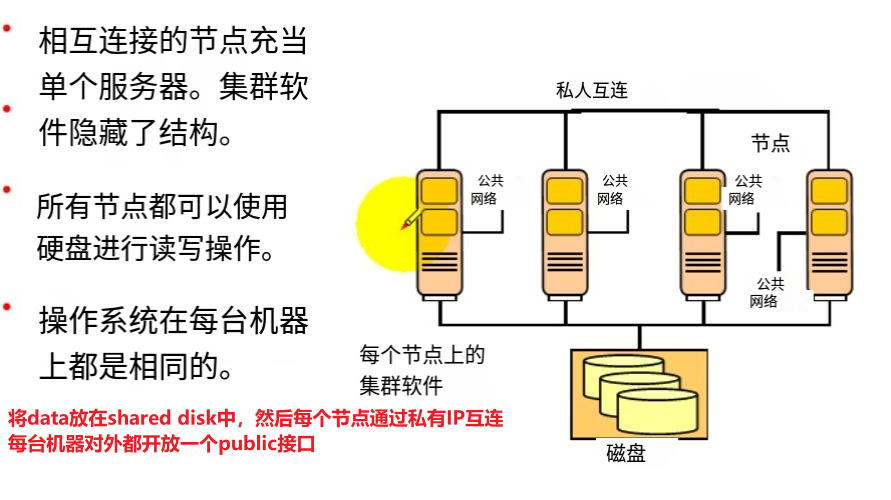 相互连接的节点充当
单个服务器。集群软
件隐藏了结构。
所有节点都可以使用
硬盘进行读写操作。
操作系统在每台机器
上都是相同的。
将data放在shared disk中，然后每个节点通过私有IP互连
每台机器对外都开放一个public接口
私人互连
节点
公共
网络
公共
网络
公共
网络
公共
网络
每个节点上的
集群软件
磁盘